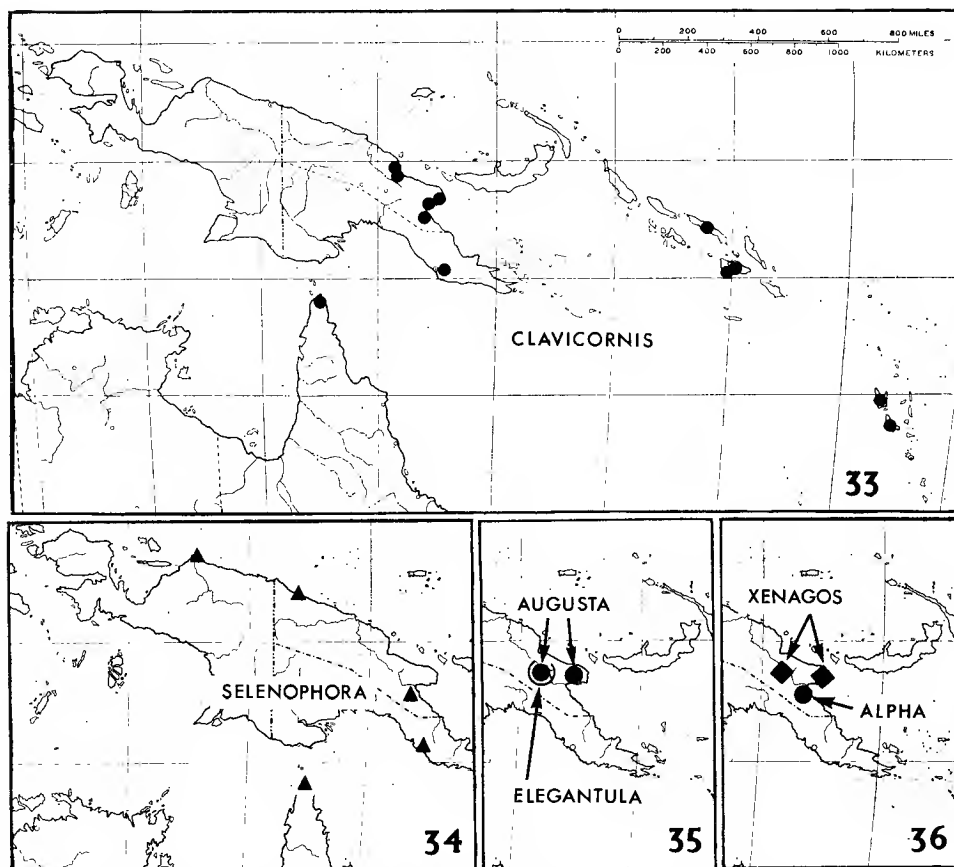 0 200 400 600 800 MILES
0 200 400 600 800 1000 KILOMETERS
CLAVICORNIS
33
SELENOPHORA
34
AUGUSTA
ELEGANTULA
35
XENAGOS
ALPHA
36